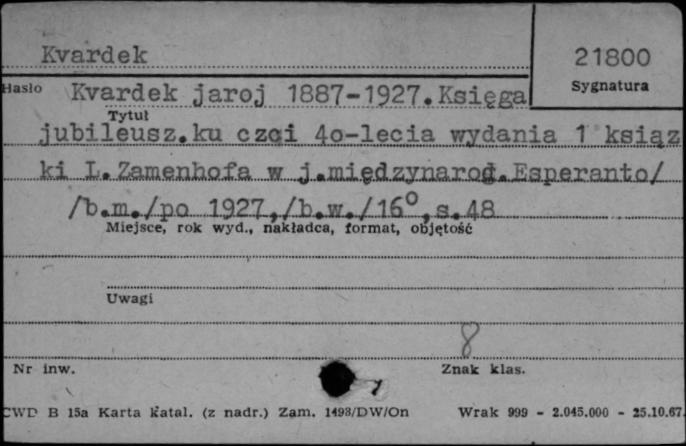 Kvardek
21800
Sygnatura
Hasło Kvardek jaroj 1887-1927.Księga
Tytuł
jubileusz.ku czci 4o-lecia wydania 1 książ
ki L.Zamenhofa w j.międzynarod.Esperanto/
/b.m./po 1927,/b.w./16°,s.48
Miejsce, rok wyd., nakładca, format, objętość
Uwagi
8
Nr inw.
Znak klas.
CWD B 15a Karta katal. (z nadr.) Zam. 1498/DW/On Wrak 999 - 2.045.000 - 25.10.67.